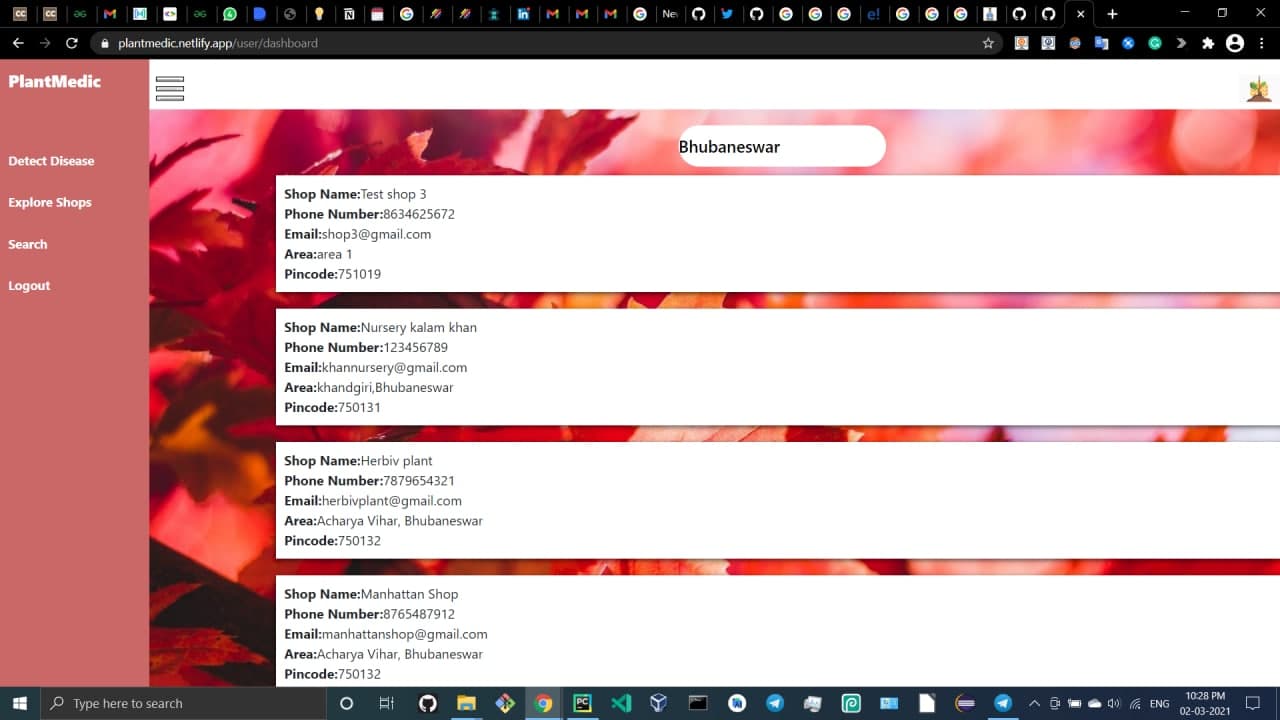 plantmedic.netlify.app/user/dashboard
PlantMedic
Detect Disease
Explore Shops
Search
Logout
Bhubaneswar
Shop Name:Test shop 3
Phone Number:8634625672
Email:shop3@gmail.com
Area:area 1
Pincode:751019
Shop Name:Nursery kalam khan
Phone Number:123456789
Email:khannursery@gmail.com
Area:khandgiri,Bhubaneswar
Pincode:750131
Shop Name:Herbiv plant
Phone Number:7879654321
Email:herbivplant@gmail.com
Area:Acharya Vihar, Bhubaneswar
Pincode:750132
Shop Name:Manhattan Shop
Phone Number:8765487912
Email:manhattanshop@gmail.com
Area:Acharya Vihar, Bhubaneswar
Pincode:750132
Type here to search
ENG
10:28 PM
02-03-2021